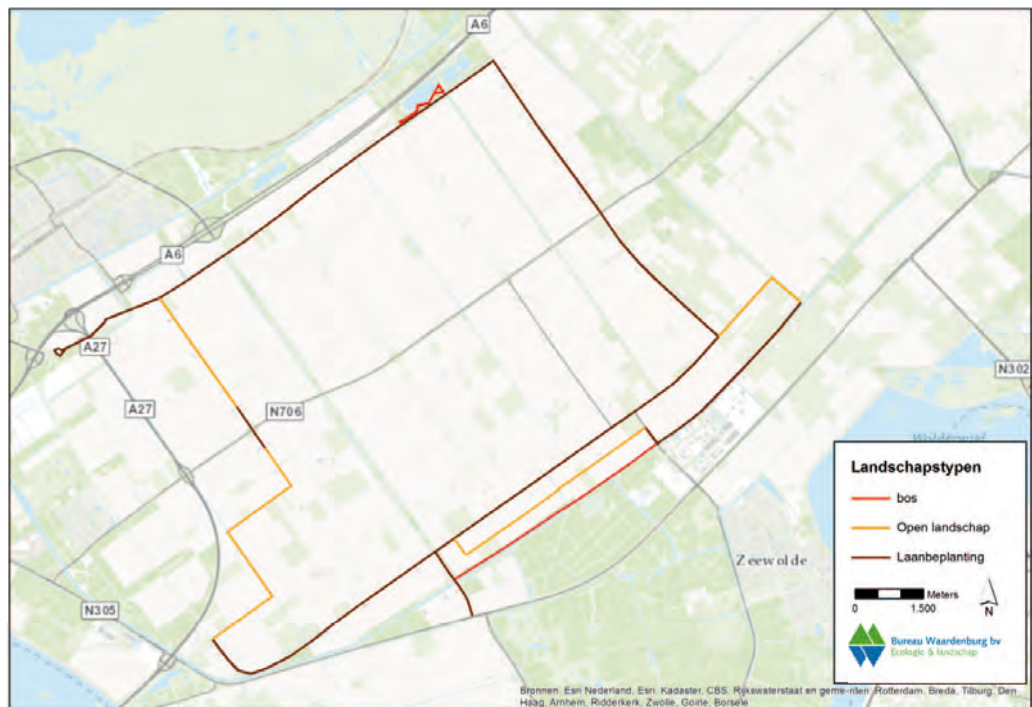 A6
A6
A27
A27
N706
N302
Wolderwijd
Zeewolde
N305
Landschapstypen
bos
Open landschap
Laanbeplanting
Meters
0 1.500
N
Bureau Waardenburg bv
Ecologie & landschap
Bronnen. Esri Nederland, Esri, Kadaster, CBS, Rijkswaterstaat en gemeenten: Rotterdam, Breda, Tilburg, Den
Haag, Arnhem, Ridderkerk, Zwolle, Goirle, Borsele